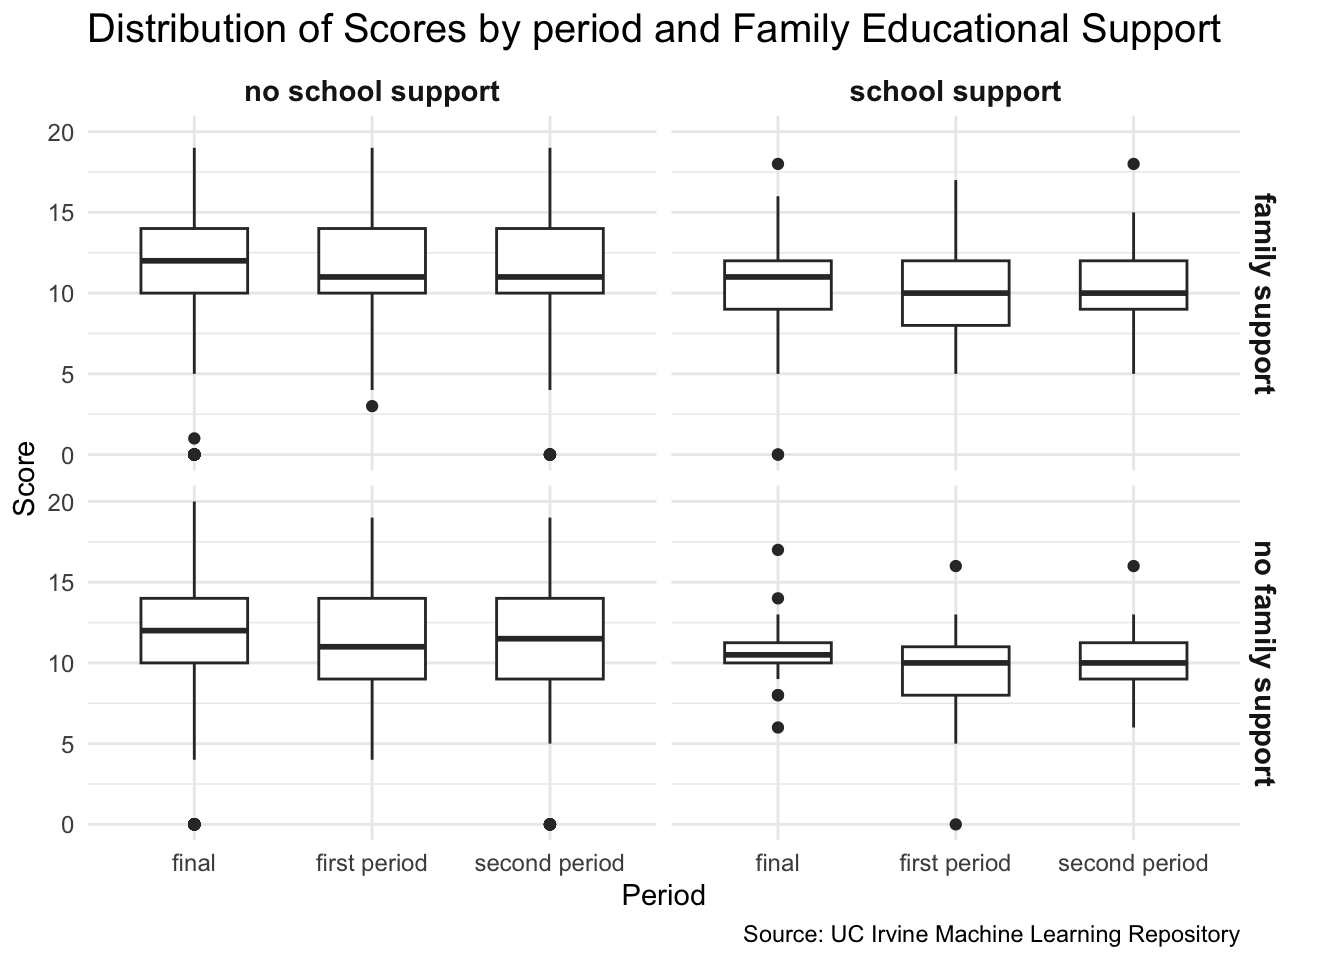 Distribution of Scores by period and Family Educational Support
no school support
school support
20
15
10
5
0
family support
Score
20
15
10
5
0
no family support
final
first period
second period
final
first period
second period
Period
Source: UC Irvine Machine Learning Repository